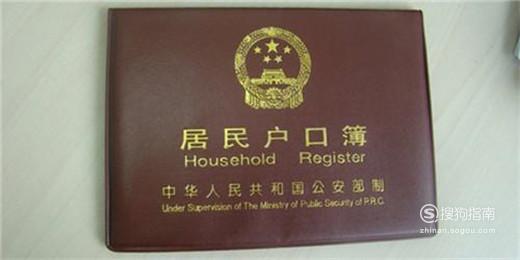 居民户口簿
Household Register
中华人民共和国公安部制
Under Supervision of The Ministry of Public Security of P.R.C.
搜狗指南
zhinan.sogou.com